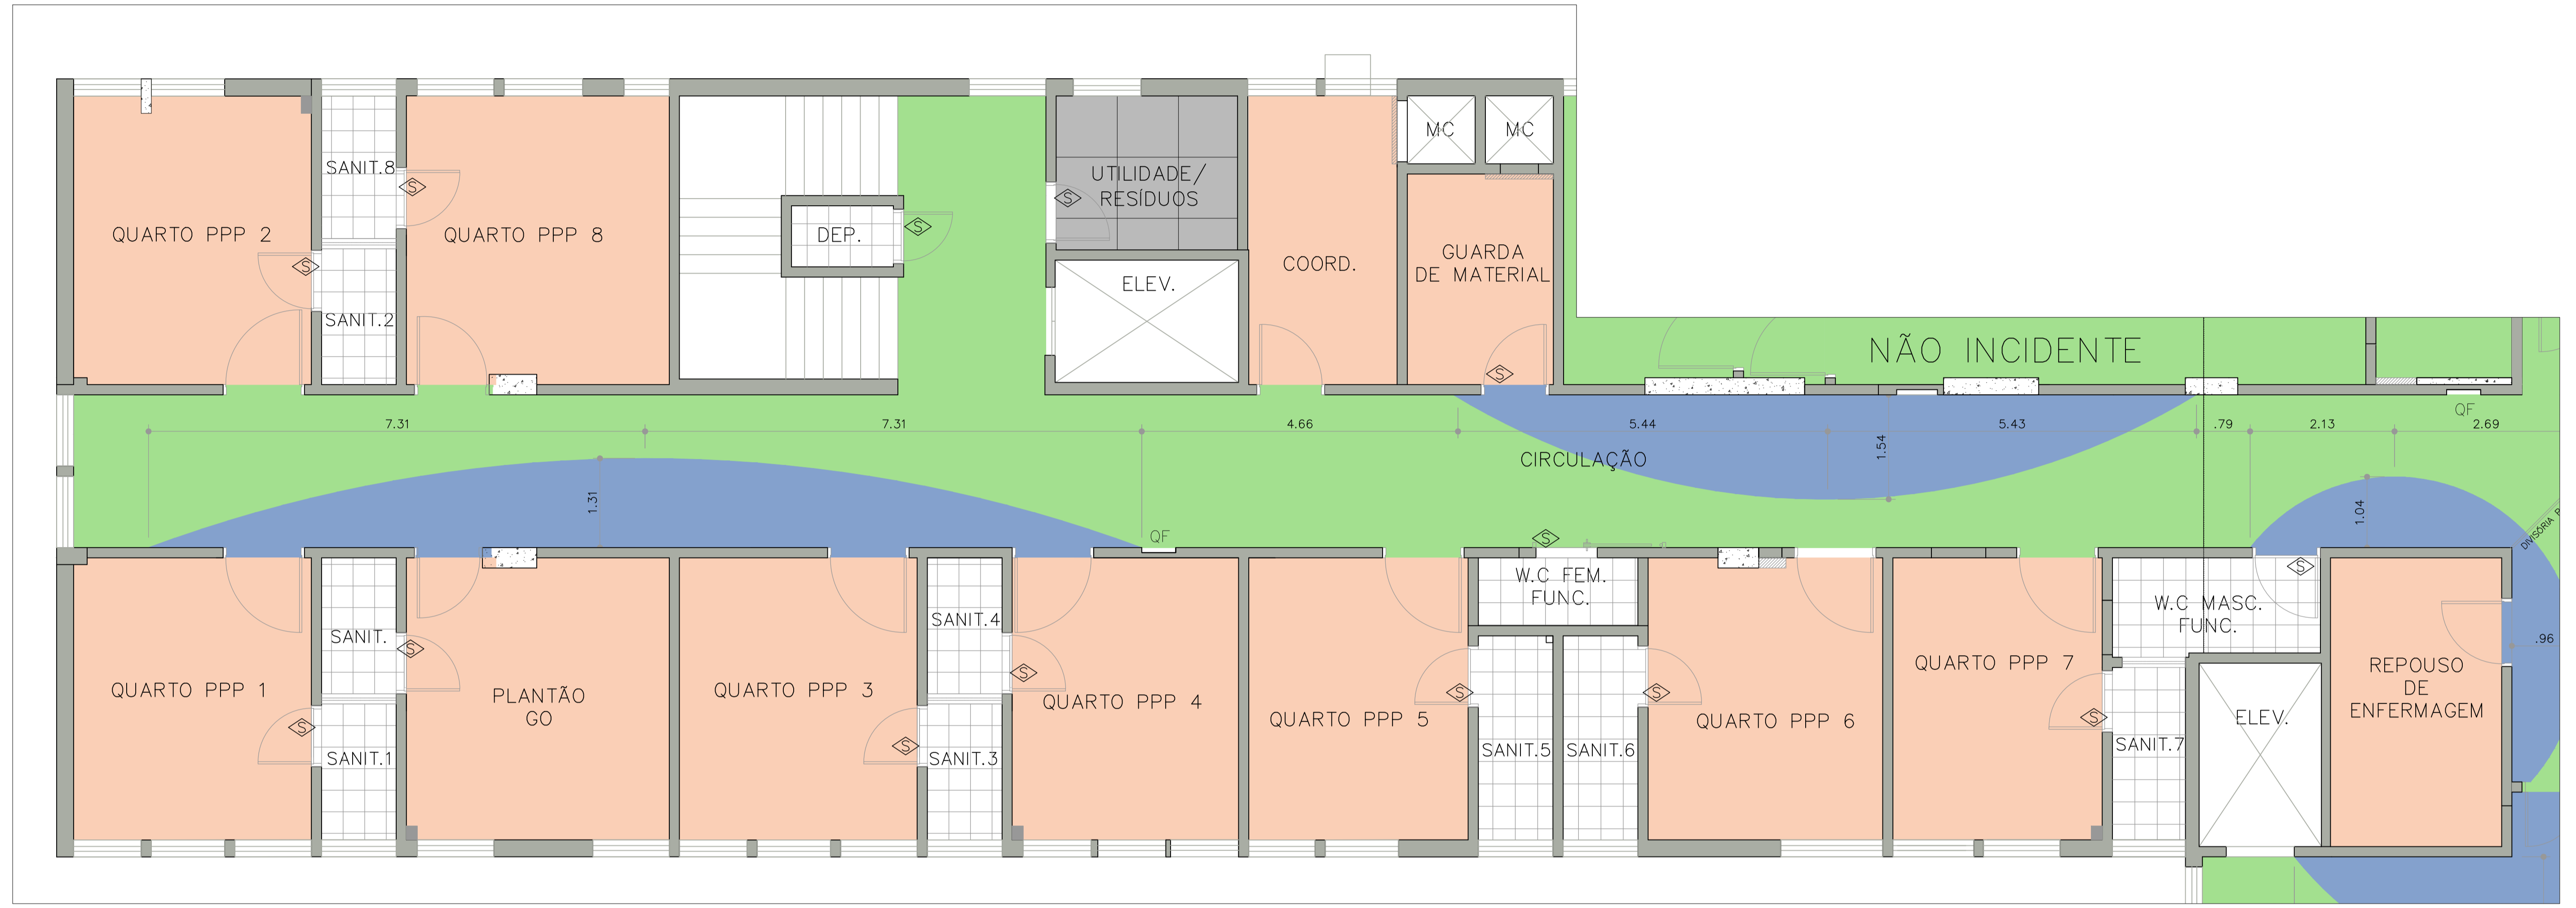 MC
MC
SANIT.8
UTILIDADE/
RESÍDUOS
S
S
S
QUARTO PPP 2
QUARTO PPP 8
DEP.
GUARDA
DE MATERIAL
COORD.
S
ELEV.
SANIT.2
NÃO INCIDENTE
S
QF
7.31
7.31
4.66
5.44
5.43
.79
2.13
2.69
1.54
CIRCULAÇÃO
1.31
1.04
DIVISÓRIA
QF
S
S
W.C FEM.
FUNC.
W.C MASC.
FUNC.
SANIT.4
SANIT.
S
.96
S
QUARTO PPP 7
REPOUSO
DE
ENFERMAGEM
QUARTO PPP 1
PLANTÃO
GO
QUARTO PPP 3
QUARTO PPP 4
S
S
QUARTO PPP 5
QUARTO PPP 6
S
ELEV.
S
S
SANIT.1
SANIT.3
SANIT.5
SANIT.6
SANIT.7